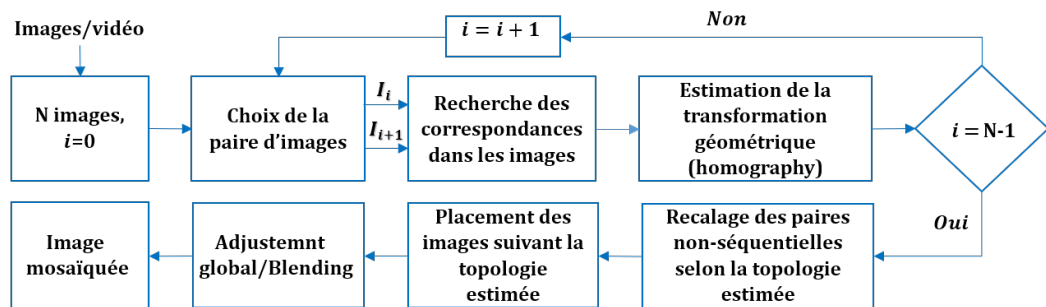 Images/vidéo
N images,
i=0
Choix de la
paire d'images
I_i
I_{i+1}
Recherche des
correspondances
dans les images
Estimation de la
transformation
géométrique
(homography)
i = N-1
Non
i = i + 1
Oui
Recalage des paires
non-séquentielles
selon la topologie
estimée
Placement des
images suivant la
topologie
estimée
Adjustemnt
global/Blending
Image
mosaïquée